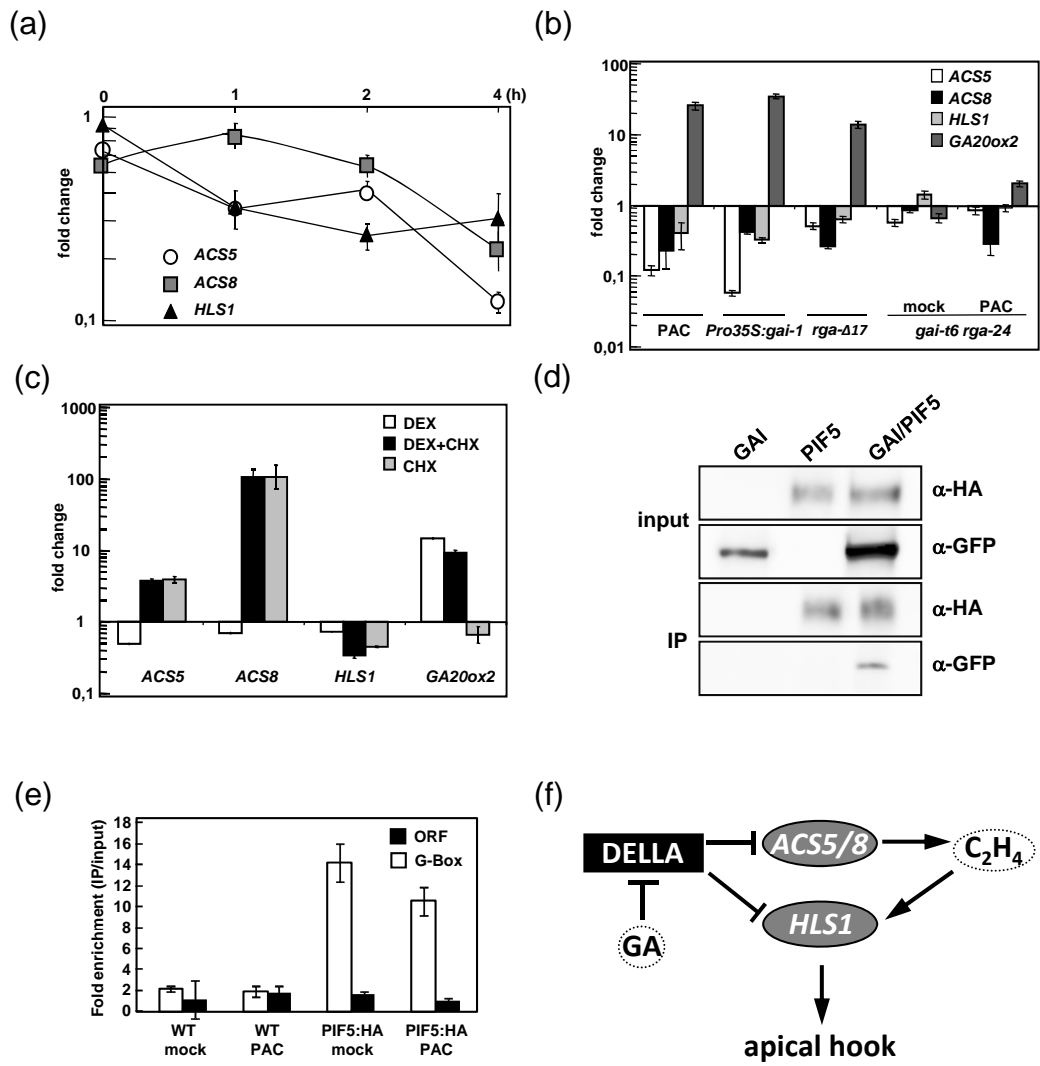 (a)
0 1 2 4 (h)
1
0,1
fold change
ACS5
ACS8
HLS1
(b)
100
10
1
0,1
0,01
fold change
ACS5
ACS8
HLS1
GA20ox2
mock PAC
PAC Pro35S:gai-1 rga-Δ17 gai-t6 rga-24
(c)
1000
100
10
1
0,1
fold change
DEX
DEX+CHX
CHX
ACS5 ACS8 HLS1 GA20ox2
(d)
GAI PIF5 GAI/PIF5
input
α-HA
α-GFP
IP
α-HA
α-GFP
(e)
18
16
14
12
10
8
6
4
2
0
Fold enrichment (IP/input)
ORF
G-Box
WT mock
WT PAC
PIF5:HA mock
PIF5:HA PAC
(f)
DELLA
ACS5/8
C2H4
GA
HLS1
apical hook